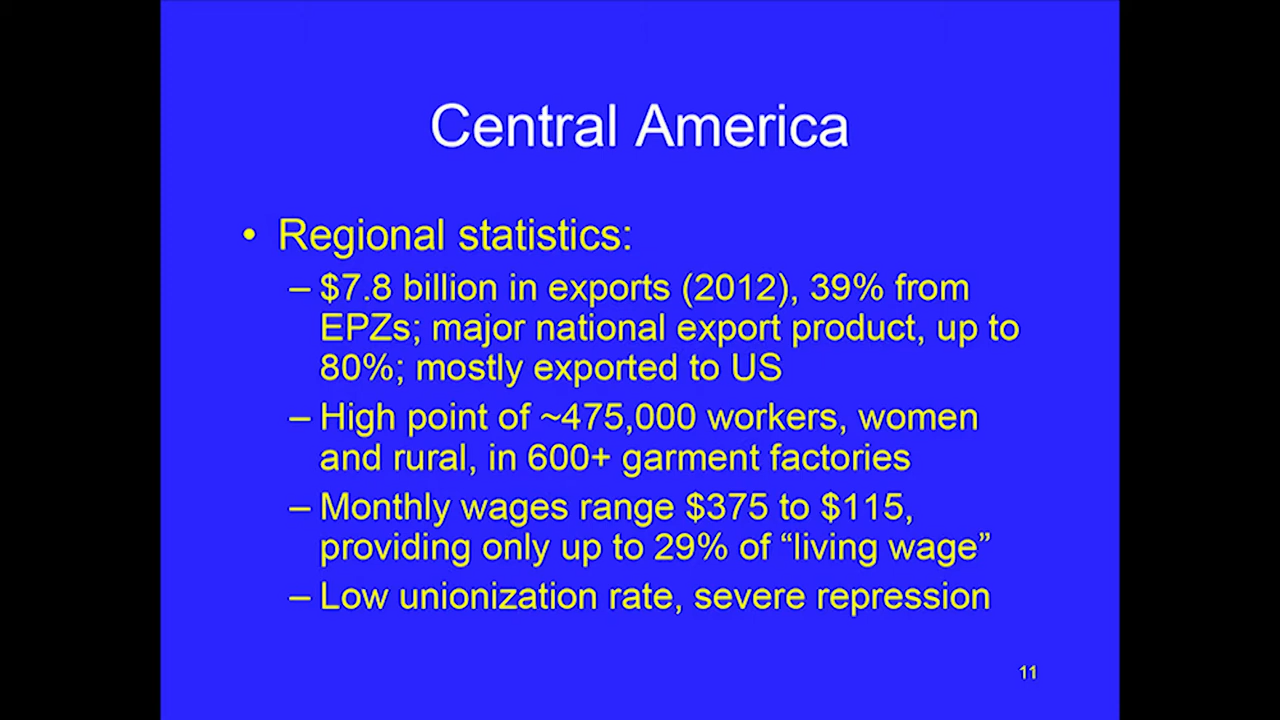 Central America
• Regional statistics:
– $7.8 billion in exports (2012), 39% from
EPZs; major national export product, up to
80%; mostly exported to US
– High point of ~475,000 workers, women
and rural, in 600+ garment factories
– Monthly wages range $375 to $115,
providing only up to 29% of “living wage”
– Low unionization rate, severe repression
11